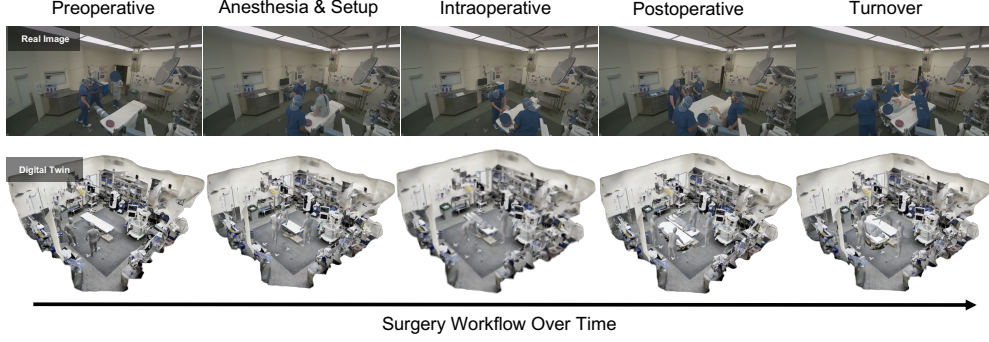 Preoperative
Anesthesia & Setup
Intraoperative
Postoperative
Turnover
Real Image
Digital Twin
Surgery Workflow Over Time